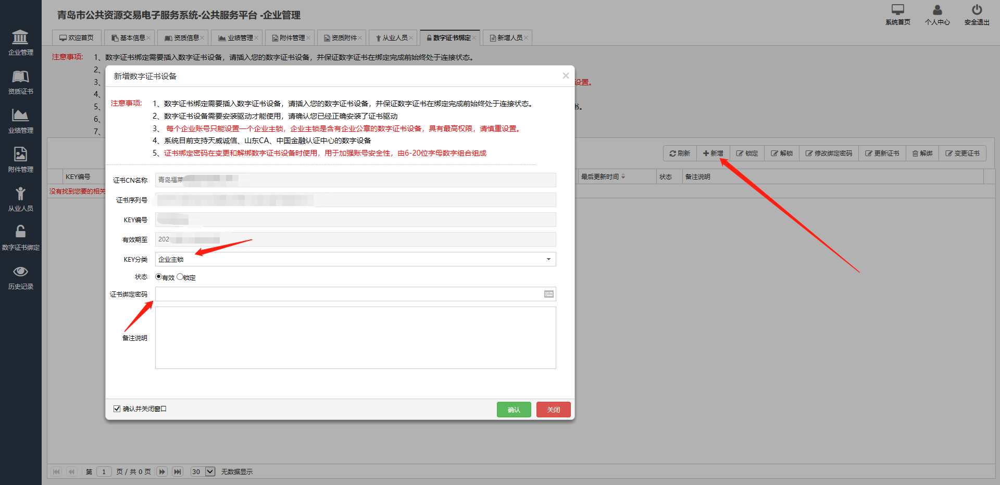 青岛市公共资源交易电子服务系统-公共服务平台 -企业管理
系统首页 个人中心 安全退出
欢迎首页 基本信息 资质信息 业绩管理 附件管理 资质附件 从业人员 数字证书绑定 新增人员
企业管理
资质证书
业绩管理
附件管理
从业人员
数字证书绑定
历史记录
注意事项: 1、数字证书绑定需要插入数字证书设备，请插入您的数字证书设备，并保证数字证书在绑定完成前始终处于连接状态。
2、
3、 设置。
4、
5、 书。
6、
7、
刷新 新增 锁定 解锁 修改绑定密码 更新证书 解绑 变更证书
KEY编号 最后更新时间 状态 备注说明
没有找到您要的相关
新增数字证书设备
注意事项: 1、数字证书绑定需要插入数字证书设备，请插入您的数字证书设备，并保证数字证书在绑定完成前始终处于连接状态。
2、数字证书设备需要安装驱动才能使用，请确认您已经正确安装了证书驱动
3、 每个企业账号只能设置一个企业主锁，企业主锁是含有企业公章的数字证书设备，具有最高权限，请慎重设置。
4、系统目前支持天威诚信、山东CA、中国金融认证中心的数字设备
5、证书绑定密码在变更和解绑数字证书设备时使用，用于加强账号安全性，由6-20位字母数字组合组成
证书CN名称 青岛福莱
证书序列号
KEY编号
有效期至 202
KEY分类 企业主锁
状态 有效 锁定
证书绑定密码
备注说明
确认并关闭窗口 确认 关闭
第 1 页 / 共 0 页 30 无数据显示